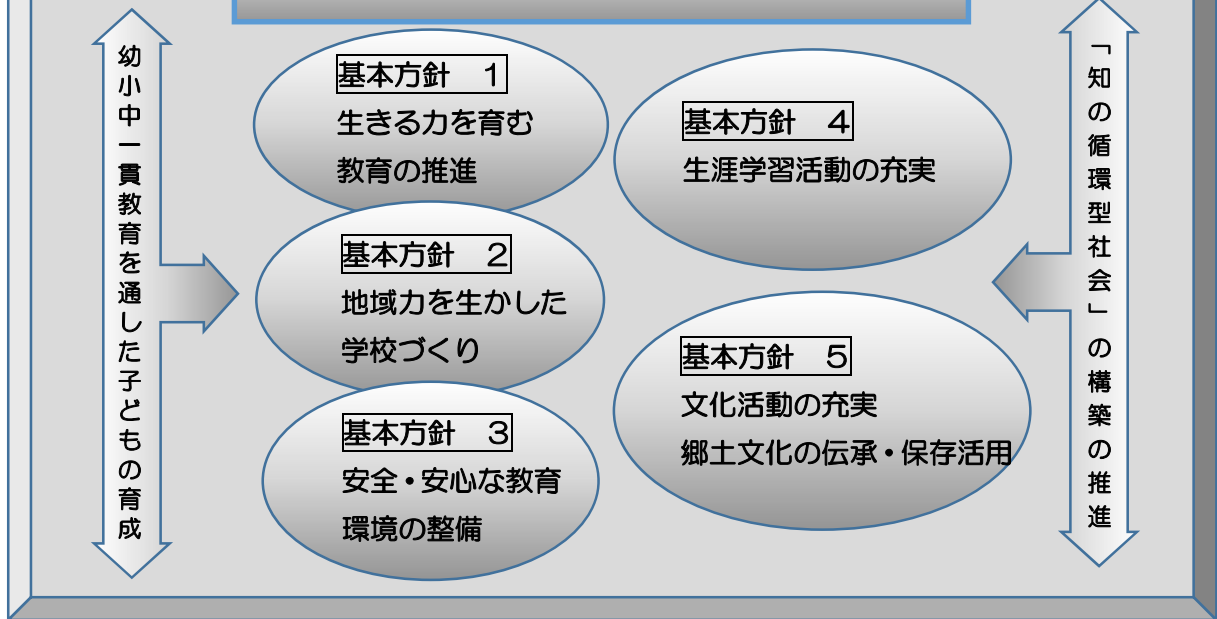 幼小中一貫教育を通した子どもの育成
基本方針　1
生きる力を育む
教育の推進
基本方針　2
地域力を生かした
学校づくり
基本方針　3
安全・安心な教育
環境の整備
基本方針　4
生涯学習活動の充実
基本方針　5
文化活動の充実
郷土文化の伝承・保存活用
「知の循環型社会」の構築の推進